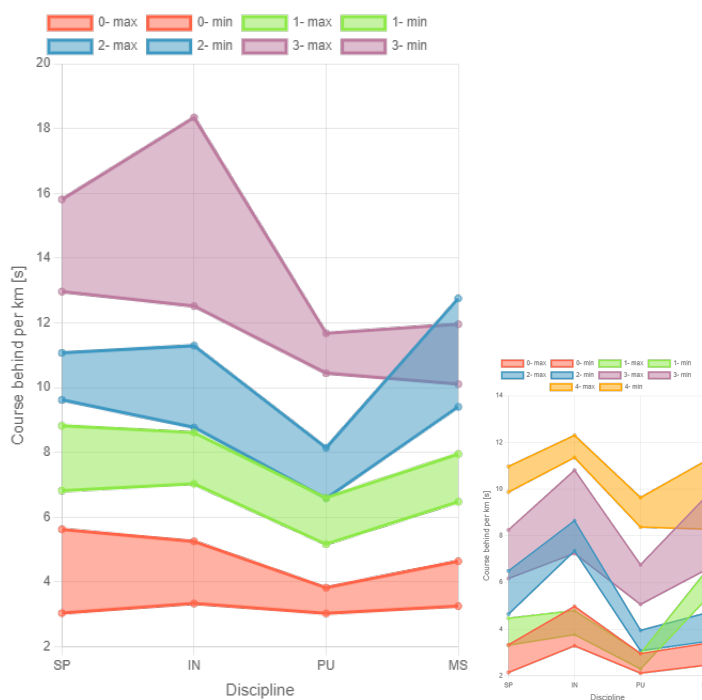 0- max 0- min 1- max 1- min
2- max 2- min 3- max 3- min
20
18
16
14
12
10
8
6
4
2
Course behind per km [s]
SP IN PU MS
Discipline
0- max 0- min 1- max 1- min
2- max 2- min 3- max 3- min
4- max 4- min
14
12
10
8
6
4
2
Course behind per km [s]
SP IN PU
Discipline